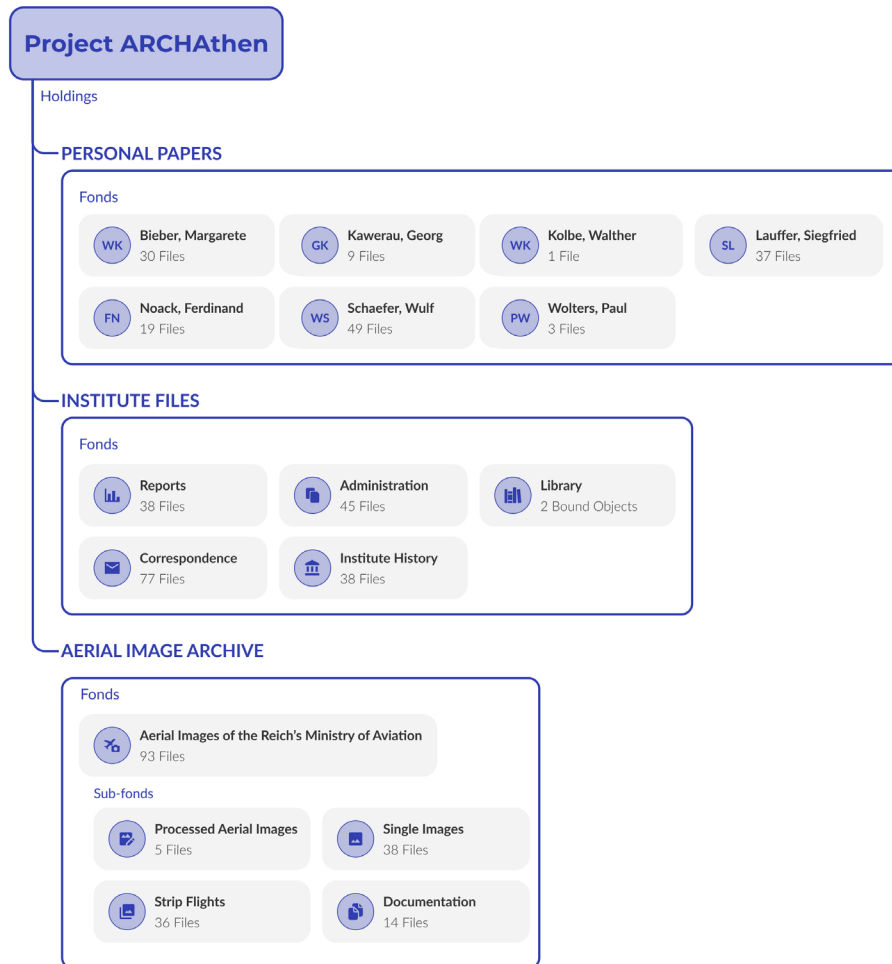 Project ARCHAthen
Holdings
PERSONAL PAPERS
Fonds
WK
Bieber, Margarete
30 Files
GK
Kawerau, Georg
9 Files
WK
Kolbe, Walther
1 File
SL
Lauffer, Siegfried
37 Files
FN
Noack, Ferdinand
19 Files
WS
Schaefer, Wulf
49 Files
PW
Wolters, Paul
3 Files
INSTITUTE FILES
Fonds
Reports
38 Files
Administration
45 Files
Library
2 Bound Objects
Correspondence
77 Files
Institute History
38 Files
AERIAL IMAGE ARCHIVE
Fonds
Aerial Images of the Reich's Ministry of Aviation
93 Files
Sub-fonds
Processed Aerial Images
5 Files
Single Images
38 Files
Strip Flights
36 Files
Documentation
14 Files